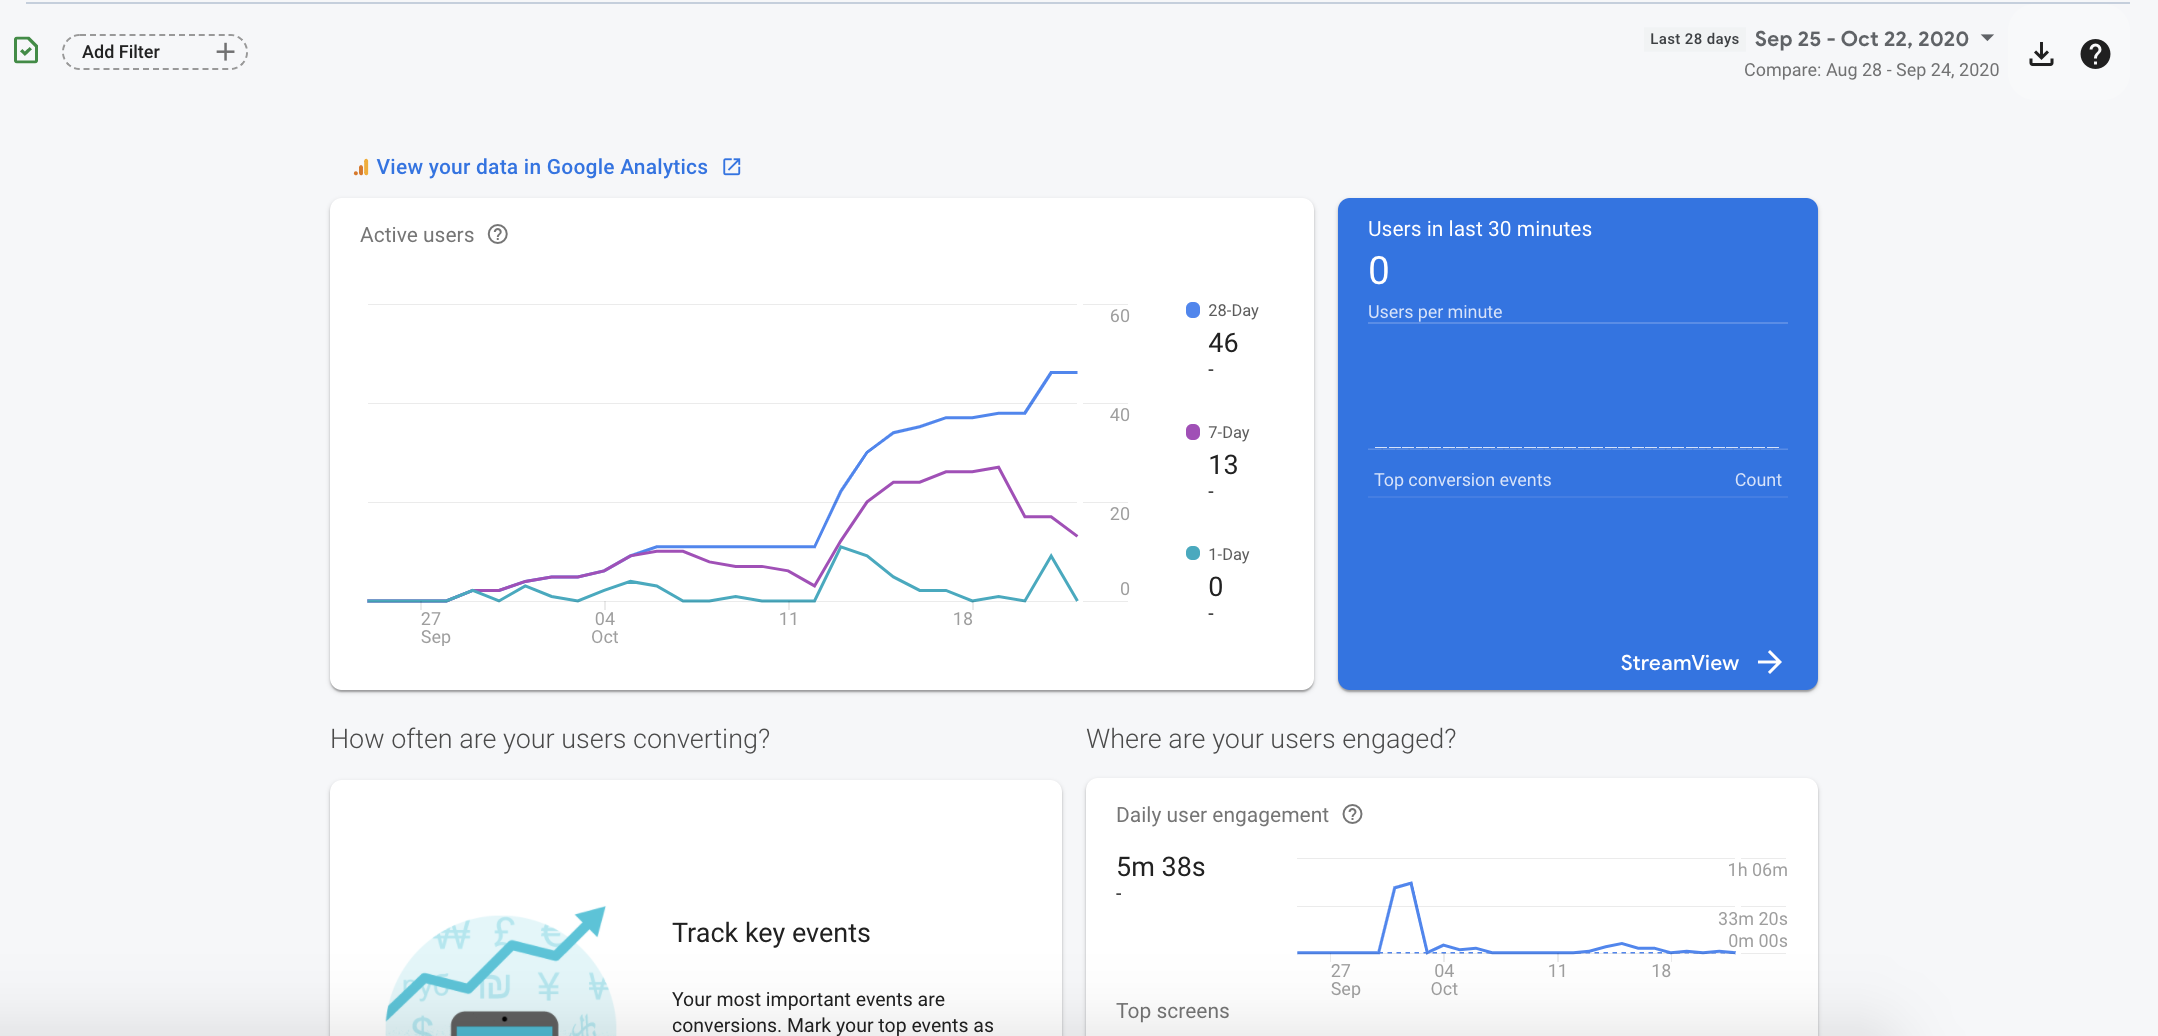 Add Filter
Last 28 days Sep 25 - Oct 22, 2020
Compare: Aug 28 - Sep 24, 2020
View your data in Google Analytics
Active users
60
40
20
0
27
Sep
04
Oct
11
18
28-Day
46
-
7-Day
13
-
1-Day
0
-
Users in last 30 minutes
0
Users per minute
Top conversion events Count
StreamView
How often are your users converting?
Track key events
Your most important events are
conversions. Mark your top events as
Where are your users engaged?
Daily user engagement
5m 38s
-
1h 06m
33m 20s
0m 00s
27
Sep
04
Oct
11
18
Top screens